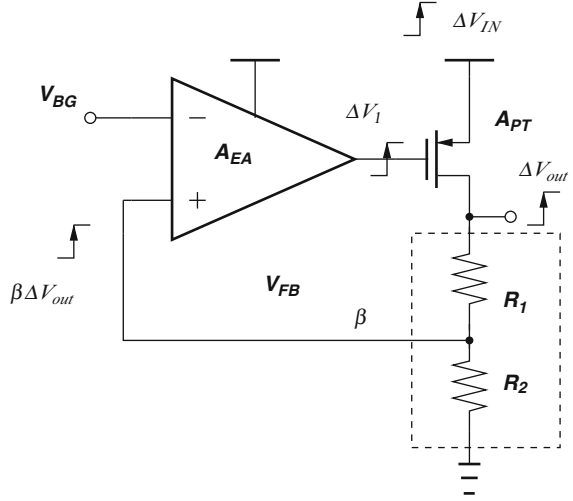 ΔV_IN
V_BG
−
A_EA
+
ΔV_1
A_PT
ΔV_out
βΔV_out
V_FB
β
R_1
R_2